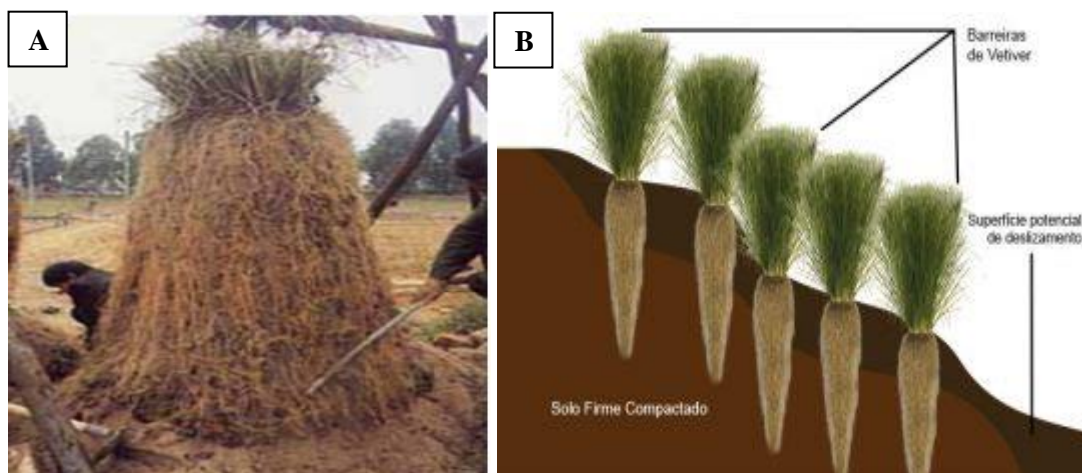 A
B
Barreiras
de Vetiver
Superfície potencial
de deslizamento
Solo Firme Compactado